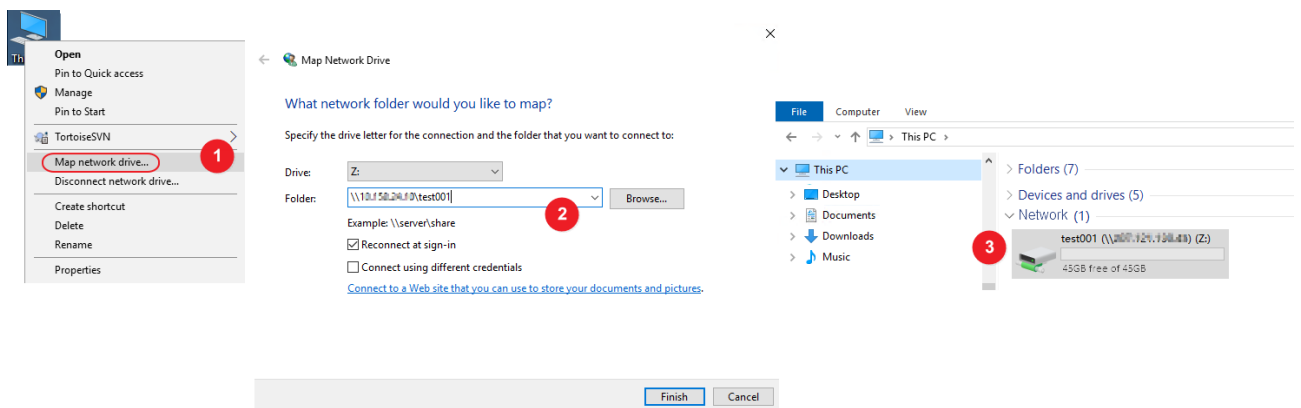 Th
Open
Pin to Quick access
Manage
Pin to Start
TortoiseSVN
Map network drive...
Disconnect network drive...
Create shortcut
Delete
Rename
Properties
1
Map Network Drive
What network folder would you like to map?
Specify the drive letter for the connection and the folder that you want to connect to:
Drive: Z:
Folder: \test001 Browse...
2
Example: \\server\share
Reconnect at sign-in
Connect using different credentials
Connect to a Web site that you can use to store your documents and pictures.
Finish Cancel
File Computer View
This PC
This PC
Desktop
Documents
Downloads
Music
Folders (7)
Devices and drives (5)
Network (1)
3
test001 (\\ (Z:)
45GB free of 45GB